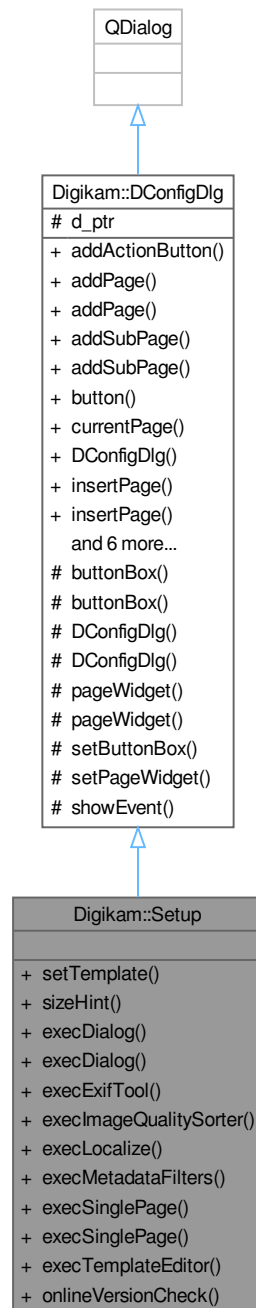 QDialog
Digikam::DConfigDlg
# d_ptr
+ addActionButton()
+ addPage()
+ addPage()
+ addSubPage()
+ addSubPage()
+ button()
+ currentPage()
+ DConfigDlg()
+ insertPage()
+ insertPage()
and 6 more...
# buttonBox()
# buttonBox()
# DConfigDlg()
# DConfigDlg()
# pageWidget()
# pageWidget()
# setButtonBox()
# setPageWidget()
# showEvent()
Digikam::Setup
+ setTemplate()
+ sizeHint()
+ execDialog()
+ execDialog()
+ execExifTool()
+ execImageQualitySorter()
+ execLocalize()
+ execMetadataFilters()
+ execSinglePage()
+ execSinglePage()
+ execTemplateEditor()
+ onlineVersionCheck()